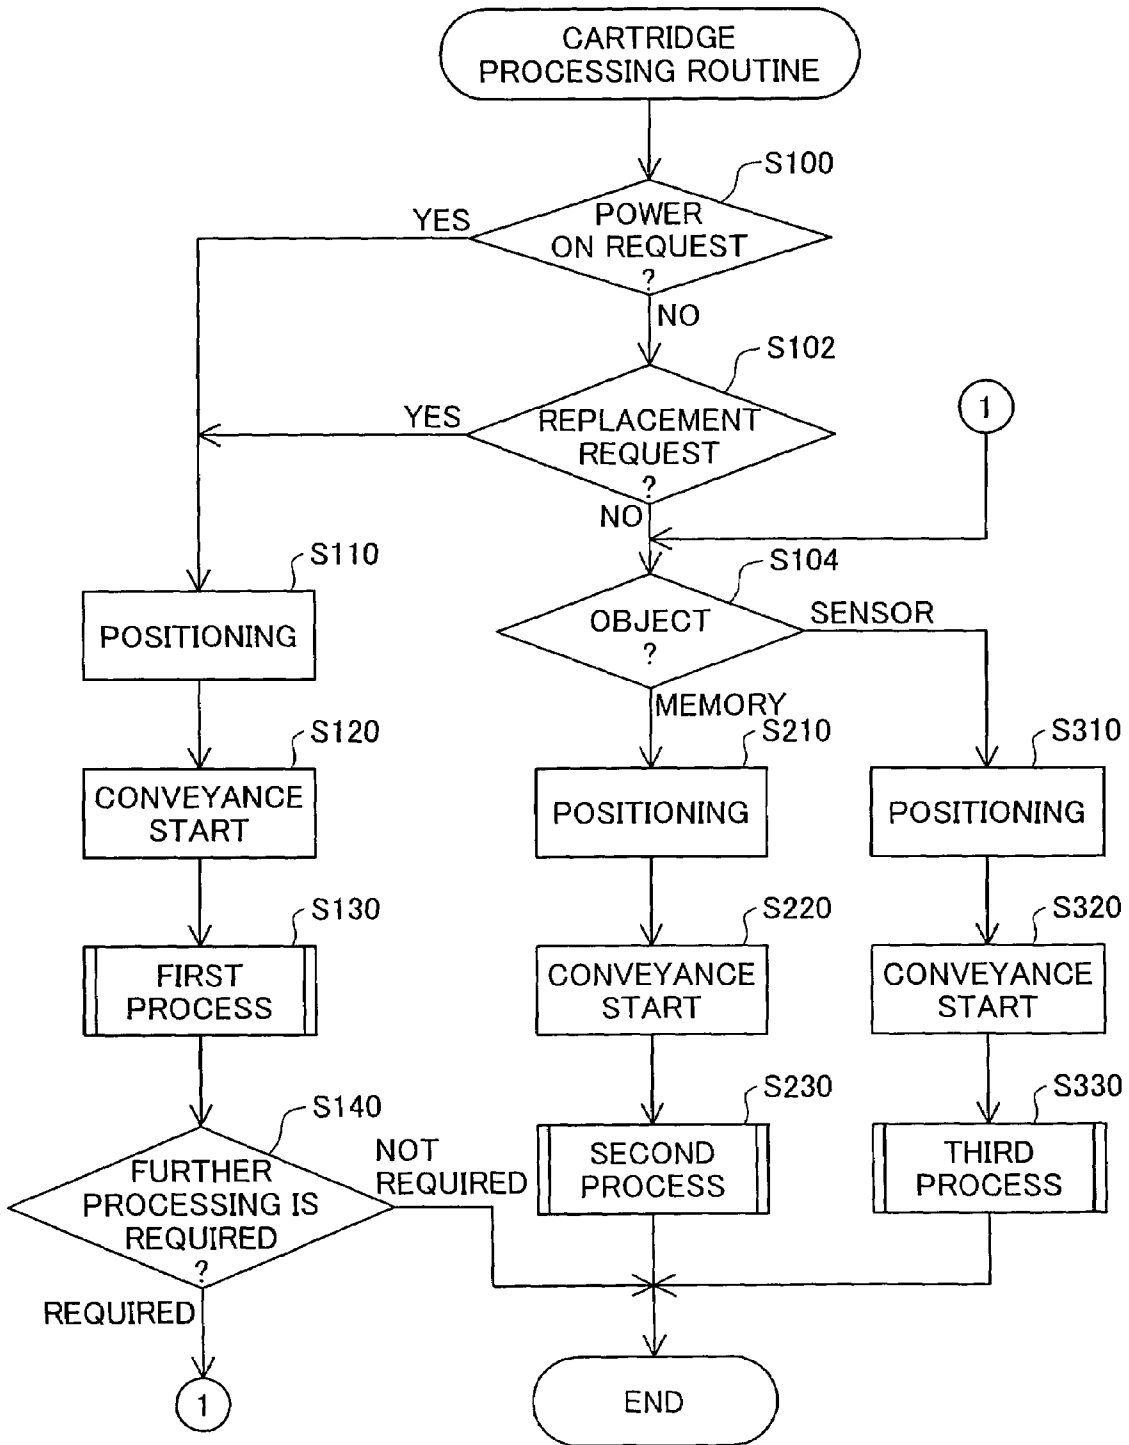 CARTRIDGE
PROCESSING ROUTINE
S100
YES
POWER
ON REQUEST
?
NO
S102
YES
REPLACEMENT
REQUEST
?
1
NO
S110
S104
POSITIONING
OBJECT
?
SENSOR
MEMORY
S120
S210
S310
CONVEYANCE
START
POSITIONING
POSITIONING
S130
S220
S320
FIRST
PROCESS
CONVEYANCE
START
CONVEYANCE
START
S140
S230
S330
FURTHER
PROCESSING IS
REQUIRED
?
NOT
REQUIRED
SECOND
PROCESS
THIRD
PROCESS
REQUIRED
1
END